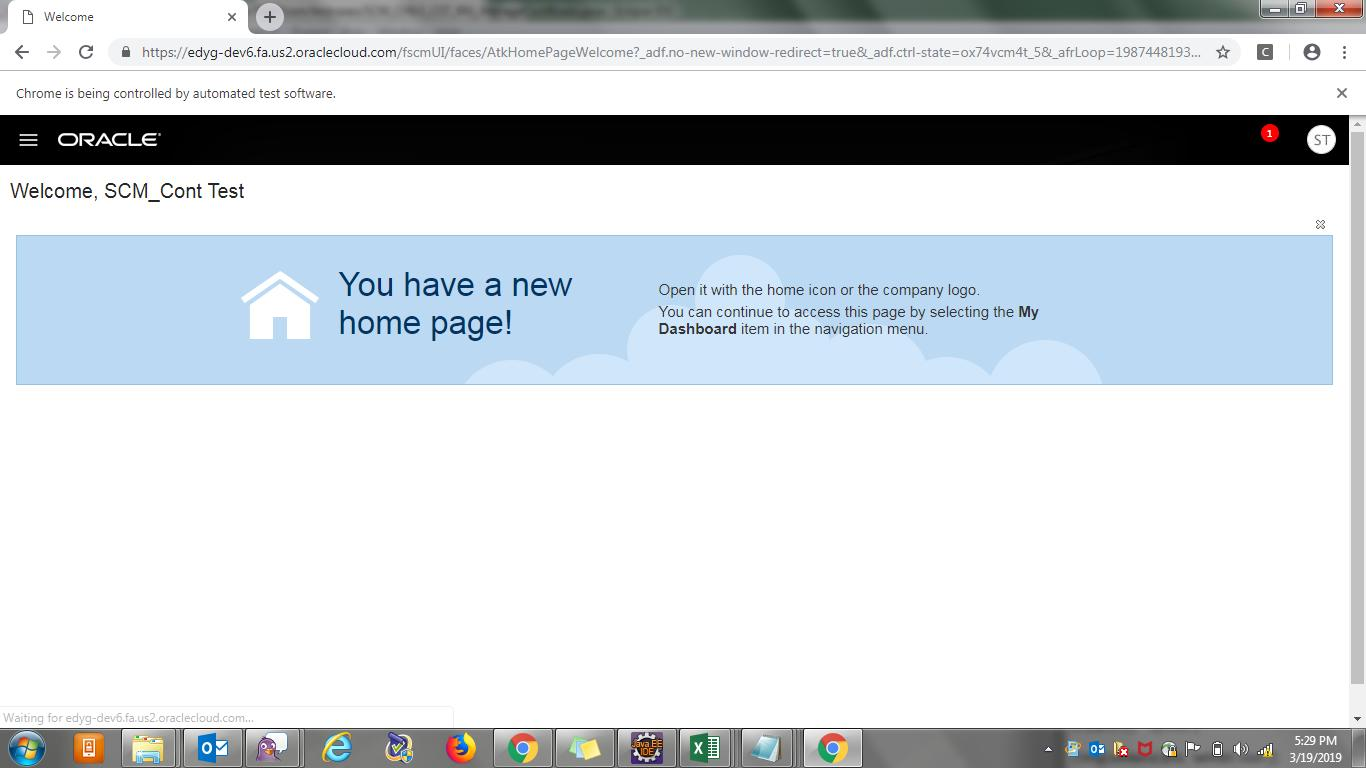 Welcome
https://edyg-dev6.fa.us2.oraclecloud.com/fscmUI/faces/AtkHomePageWelcome?_adf.no-new-window-redirect=true&_adf.ctrl-state=ox74vcm4t_5&_afrLoop=1987448193...
C
Chrome is being controlled by automated test software.
ORACLE
1
ST
Welcome, SCM_Cont Test
You have a new
home page!
Open it with the home icon or the company logo.
You can continue to access this page by selecting the My
Dashboard item in the navigation menu.
Waiting for edyg-dev6.fa.us2.oraclecloud.com...
Java EE
IDE
5:29 PM
3/19/2019